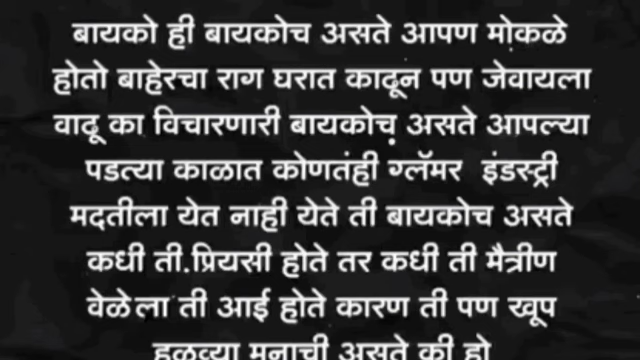 बायको ही बायकोच असते आपण मोकळे
होतो बाहेरचा राग घरात काढून पण जेवायला
वाढू का विचारणारी बायकोच असते आपल्या
पडत्या काळात कोणतंही ग्लॅमर इंडस्ट्री
मदतीला येत नाही येते ती बायकोच असते
कधी ती.प्रियसी होते तर कधी ती मैत्रीण
वेळेला ती आई होते कारण ती पण खूप
हळव्या मनाची असते की हो